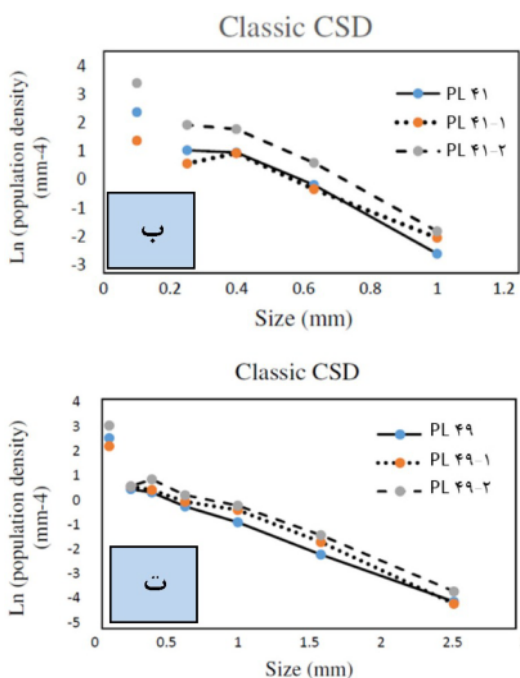 Classic CSD
Ln (population density)
(mm-4)
4
3
2
1
0
-1
-2
-3
PL ۴۱
PL ۴۱-۱
PL ۴۱-۲
ب
0 0.2 0.4 0.6 0.8 1 1.2
Size (mm)
Classic CSD
Ln (population density)
(mm-4)
4
3
2
1
0
-1
-2
-3
-4
-5
PL ۴۹
PL ۴۹-۱
PL ۴۹-۲
ت
0 0.5 1 1.5 2 2.5
Size (mm)